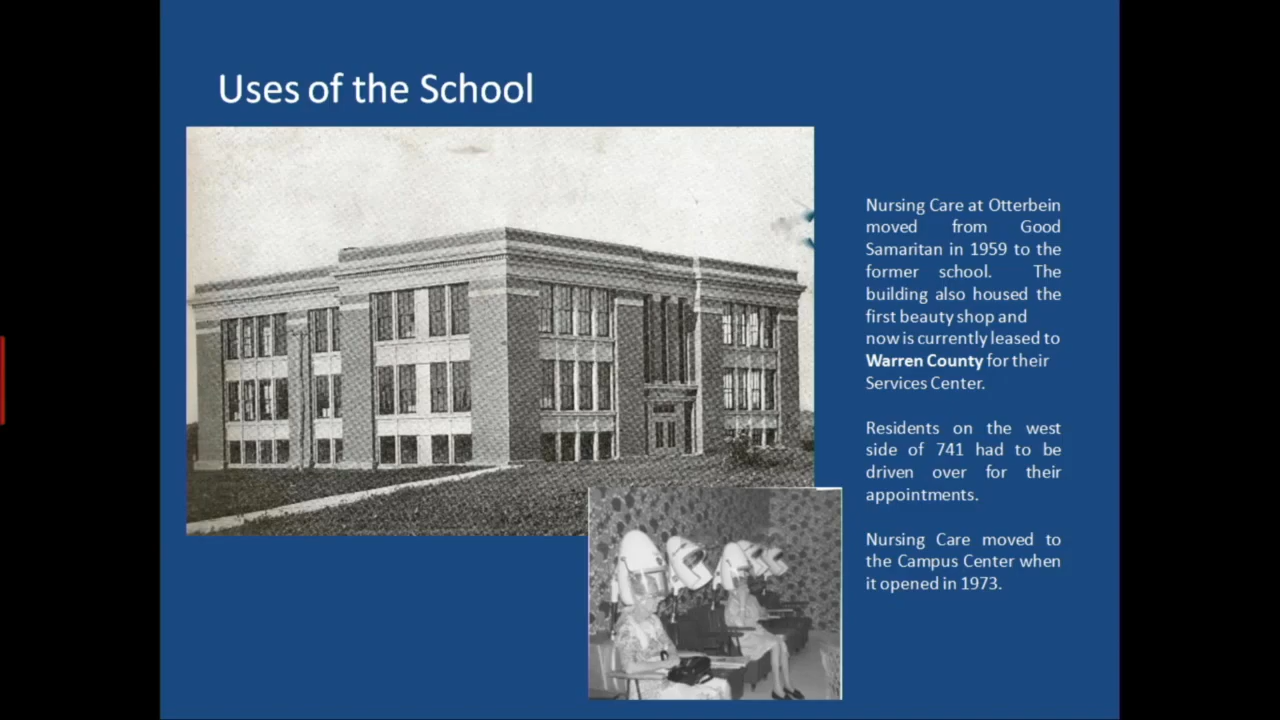 Uses of the School
Nursing Care at Otterbein
moved from Good
Samaritan in 1959 to the
former school. The
building also housed the
first beauty shop and
now is currently leased to
Warren County for their
Services Center.
Residents on the west
side of 741 had to be
driven over for their
appointments.
Nursing Care moved to
the Campus Center when
it opened in 1973.